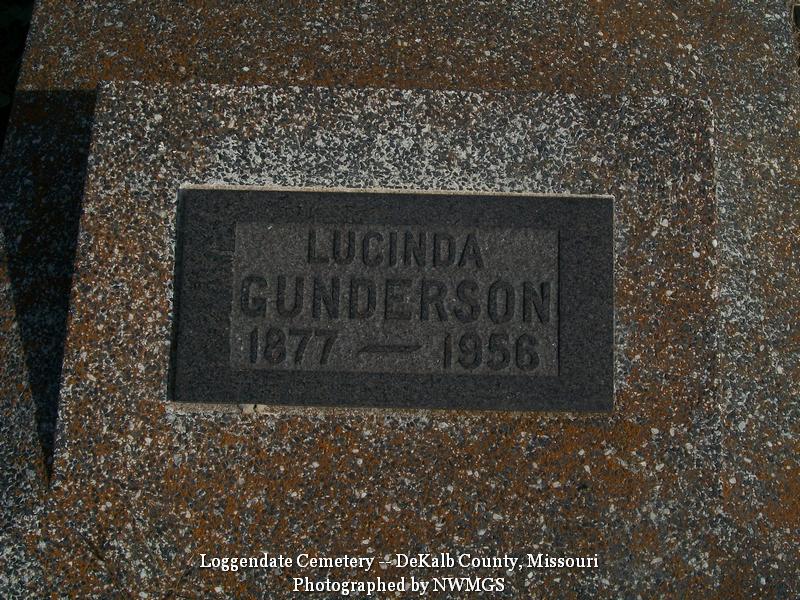 LUCINDA
GUNDERSON
1877 — 1956
Loggendate Cemetery -- DeKalb County, Missouri
Photographed by NWMGS